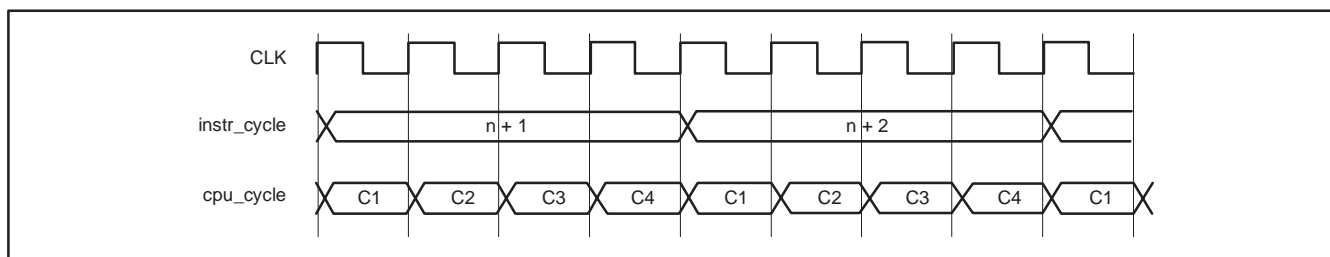 CLK
instr_cycle n + 1 n + 2
cpu_cycle C1 C2 C3 C4 C1 C2 C3 C4 C1